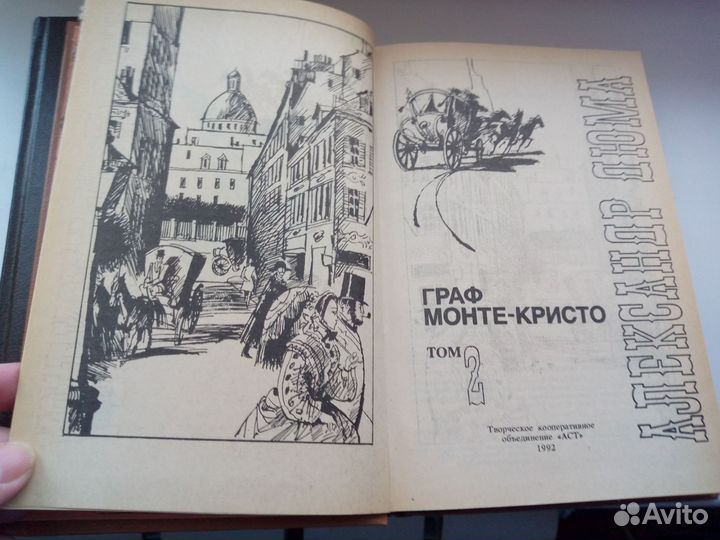 ГРАФ
МОНТЕ-КРИСТО
ТОМ 2
Творческое кооперативное
объединение «АСТ»
1992
АЛЕКСАНДР ДЮМА
Avito